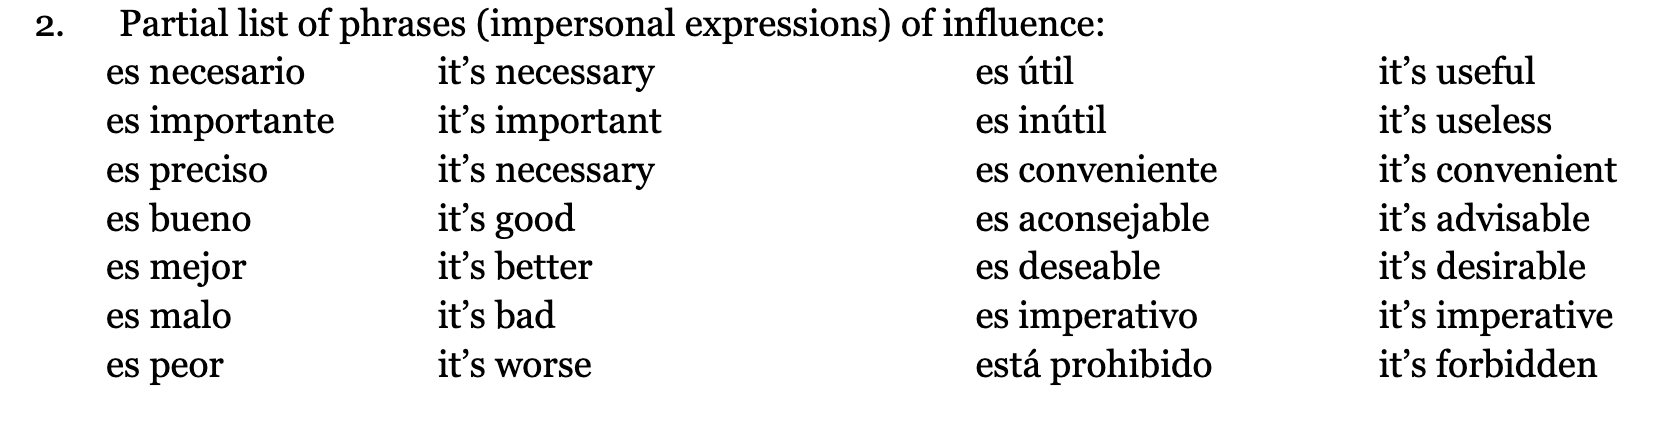 2. Partial list of phrases (impersonal expressions) of influence:
es necesario it’s necessary es útil it’s useful
es importante it’s important es inútil it’s useless
es preciso it’s necessary es conveniente it’s convenient
es bueno it’s good es aconsejable it’s advisable
es mejor it’s better es deseable it’s desirable
es malo it’s bad es imperativo it’s imperative
es peor it’s worse está prohibido it’s forbidden